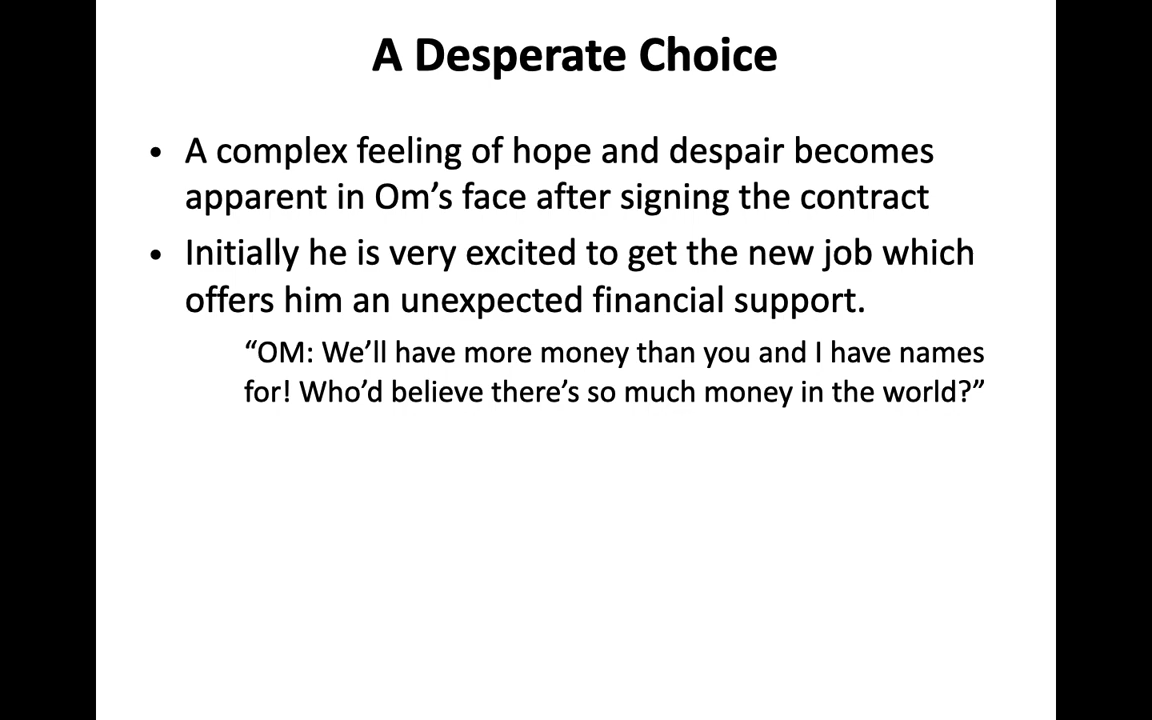 A Desperate Choice
• A complex feeling of hope and despair becomes
apparent in Om’s face after signing the contract
• Initially he is very excited to get the new job which
offers him an unexpected financial support.
“OM: We’ll have more money than you and I have names
for! Who’d believe there’s so much money in the world?”